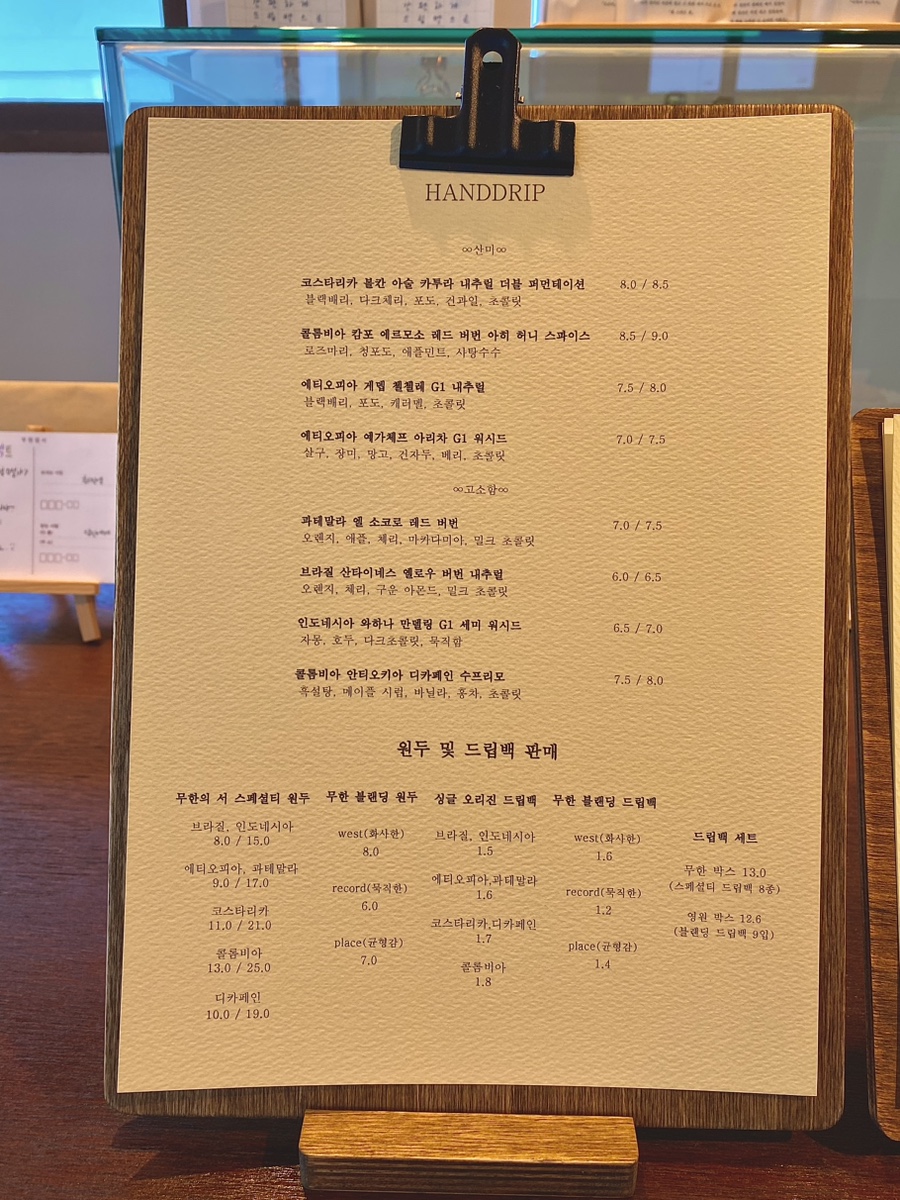 HANDDRIP
∞산미∞
코스타리카 볼칸 아술 카투라 내추럴 더블 퍼먼테이션 8.0 / 8.5
블랙배리, 다크체리, 포도, 건과일, 초콜릿
콜롬비아 캄포 에르모소 레드 버번 아히 허니 스파이스 8.5 / 9.0
로즈마리, 청포도, 애플민트, 사탕수수
에티오피아 게뎁 첼첼레 G1 내추럴 7.5 / 8.0
블랙배리, 포도, 캐러멜, 초콜릿
에티오피아 예가체프 아리차 G1 워시드 7.0 / 7.5
살구, 장미, 망고, 건자두, 베리, 초콜릿
∞고소함∞
과테말라 엘 소코로 레드 버번 7.0 / 7.5
오렌지, 애플, 체리, 마카다미아, 밀크 초콜릿
브라질 산타이네스 옐로우 버번 내추럴 6.0 / 6.5
오렌지, 체리, 구운 아몬드, 밀크 초콜릿
인도네시아 와하나 만델링 G1 세미 워시드 6.5 / 7.0
자몽, 호두, 다크초콜릿, 묵직함
콜롬비아 안티오키아 디카페인 수프리모 7.5 / 8.0
흑설탕, 메이플 시럽, 바닐라, 홍차, 초콜릿
원두 및 드립백 판매
무한의 서 스페셜티 원두
브라질, 인도네시아
8.0 / 15.0
에티오피아, 과테말라
9.0 / 17.0
코스타리카
11.0 / 21.0
콜롬비아
13.0 / 25.0
디카페인
10.0 / 19.0
무한 블랜딩 원두
west(화사한)
8.0
record(묵직한)
6.0
place(균형감)
7.0
싱글 오리진 드립백
브라질, 인도네시아
1.5
에티오피아,과테말라
1.6
코스타리카,디카페인
1.7
콜롬비아
1.8
무한 블랜딩 드립백
west(화사한)
1.6
record(묵직한)
1.2
place(균형감)
1.4
드립백 세트
무한 박스 13.0
(스페셜티 드립백 8종)
영원 박스 12.6
(블랜딩 드립백 9입)